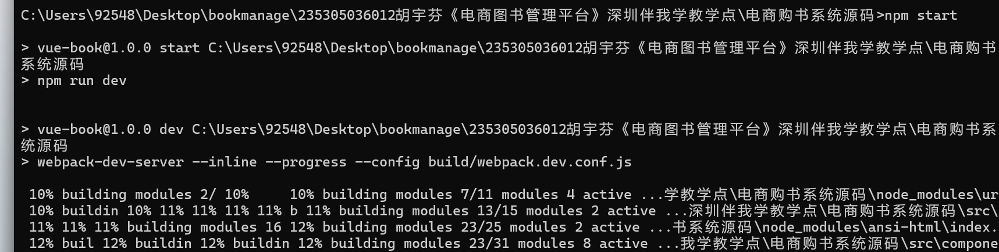 C:\Users\92548\Desktop\bookmanage\235305036012胡宇芬《电商图书管理平台》深圳伴我学教学点\电商购书系统源码>npm start
> vue-book@1.0.0 start C:\Users\92548\Desktop\bookmanage\235305036012胡宇芬《电商图书管理平台》深圳伴我学教学点\电商购书
系统源码
> npm run dev
> vue-book@1.0.0 dev C:\Users\92548\Desktop\bookmanage\235305036012胡宇芬《电商图书管理平台》深圳伴我学教学点\电商购书系
统源码
> webpack-dev-server --inline --progress --config build/webpack.dev.conf.js
10% building modules 2/ 10%     10% building modules 7/11 modules 4 active ...学教学点\电商购书系统源码\node_modules\ur
10% buildin 10% 11% 11% 11% 11% b 11% building modules 13/15 modules 2 active ...深圳伴我学教学点\电商购书系统源码\src\
11% 11% 11% building modules 16 12% building modules 23/25 modules 2 active ...书系统源码\node_modules\ansi-html\index.
12% buil 12% buildin 12% buildin 12% building modules 23/31 modules 8 active ...我学教学点\电商购书系统源码\src\compone